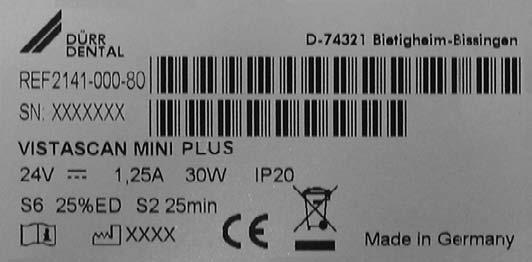 DÜRR
DENTAL
D-74321 Bietigheim-Bissingen
REF2141-000-80
SN: XXXXXXX
VISTASCAN MINI PLUS
24V ⎓ 1,25A 30W IP20
S6 25%ED S2 25min
XXXX CE Made in Germany